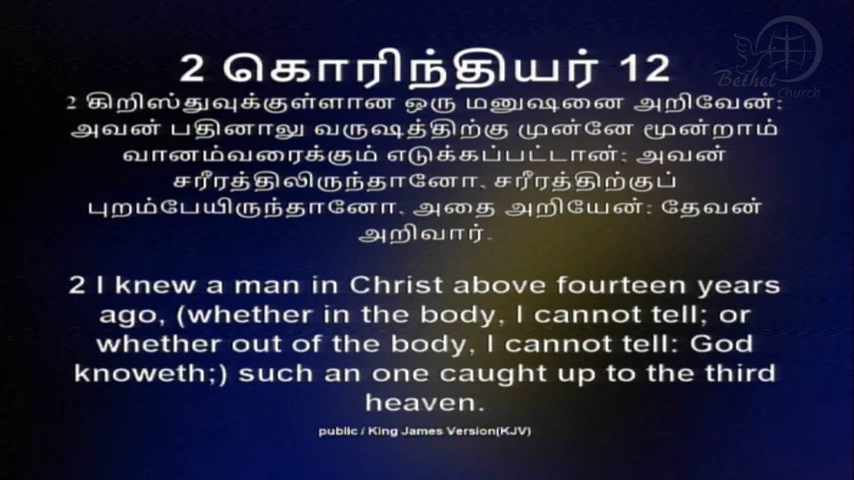 2 கொரிந்தியர் 12
2 கிறிஸ்துவுக்குள்ளான ஒரு மனுஷனை அறிவேன்;
அவன் பதினாலு வருஷத்திற்கு முன்னே மூன்றாம்
வானம்வரைக்கும் எடுக்கப்பட்டான்; அவன்
சரீரத்திலிருந்தானோ, சரீரத்திற்குப்
புறம்பேயிருந்தானோ, அதை அறியேன்; தேவன்
அறிவார்.
2 I knew a man in Christ above fourteen years
ago, (whether in the body, I cannot tell; or
whether out of the body, I cannot tell: God
knoweth;) such an one caught up to the third
heaven.
public / King James Version(KJV)
Bethel
Church